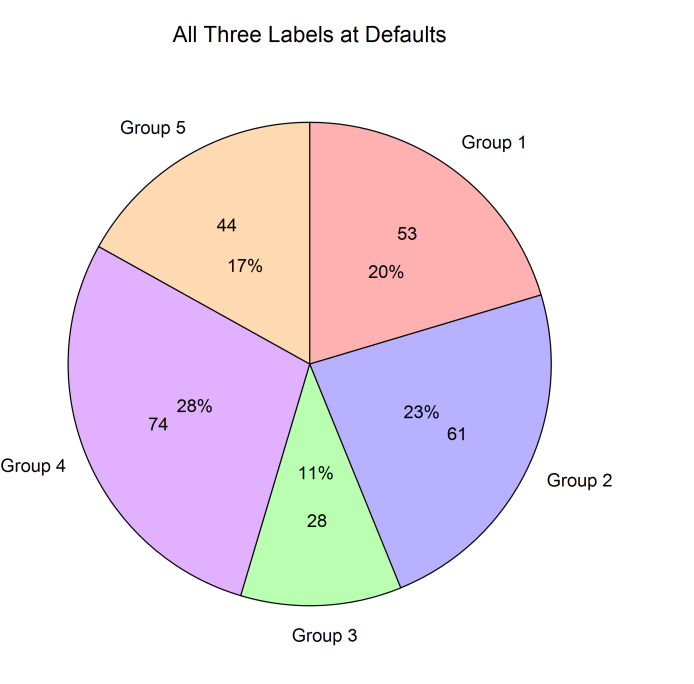 All Three Labels at Defaults
Group 5
Group 1
44
53
17%
20%
28%
74
23%
61
Group 4
11%
Group 2
28
Group 3